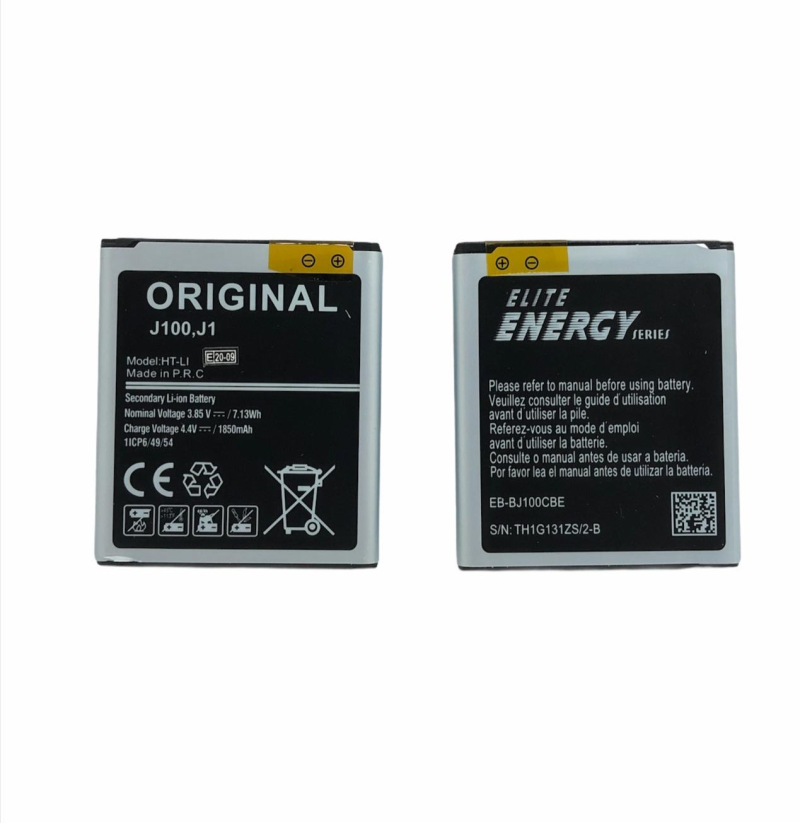 ORIGINAL
J100,J1
Model:HT-LI E 20-09
Made in P.R.C
Secondary Li-ion Battery
Nominal Voltage 3.85 V / 7.13Wh
Charge Voltage 4.4V / 1850mAh
1ICP6/49/54
CE
ELITE
ENERGY SERIES
Please refer to manual before using battery.
Veuillez consulter le guide d'utilisation
avant d'utiliser la pile.
Referez-vous au mode d'emploi
avant d'utiliser la batterie.
Consulte o manual antes de usar a bateria.
Por favor lea el manual antes de utilizar la batería.
EB-BJ100CBE
S/N: TH1G131ZS/2-B